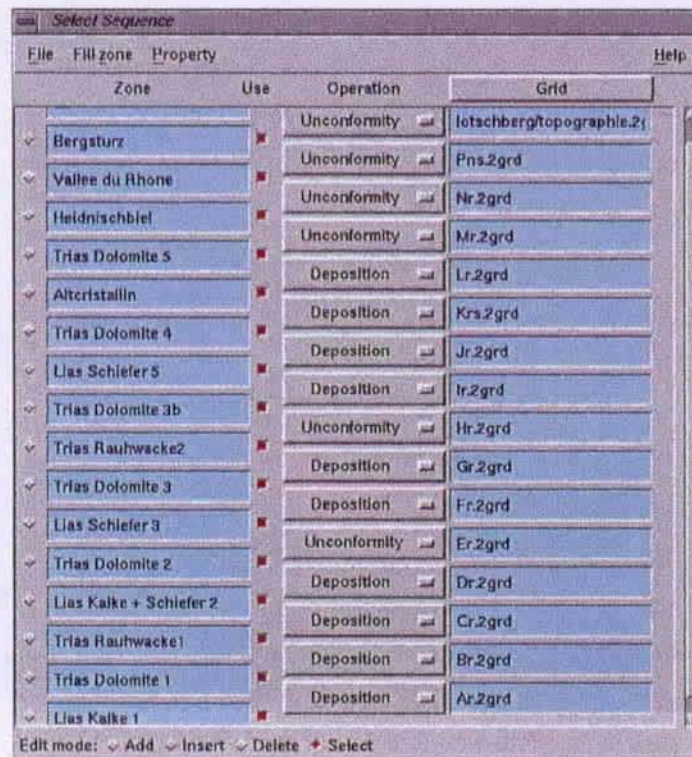 Select Sequence
File Fill zone Property Help
Zone Use Operation Grid
Unconformity lotschberg/topographie.2g
Bergsturz
Unconformity Pns.2grd
Vallee du Rhone
Unconformity Nr.2grd
Heidnischbiel
Unconformity Mr.2grd
Trias Dolomite 5
Deposition Lr.2grd
Altcristallin
Deposition Krs.2grd
Trias Dolomite 4
Deposition Jr.2grd
Lias Schiefer 5
Deposition Ir.2grd
Trias Dolomite 3b
Unconformity Hr.2grd
Trias Rauhwacke2
Deposition Gr.2grd
Trias Dolomite 3
Deposition Fr.2grd
Lias Schiefer 3
Unconformity Er.2grd
Trias Dolomite 2
Deposition Dr.2grd
Lias Kalke + Schiefer 2
Deposition Cr.2grd
Trias Rauhwacke1
Deposition Br.2grd
Trias Dolomite 1
Deposition Ar.2grd
Lias Kalke 1
Edit mode: Add Insert Delete Select